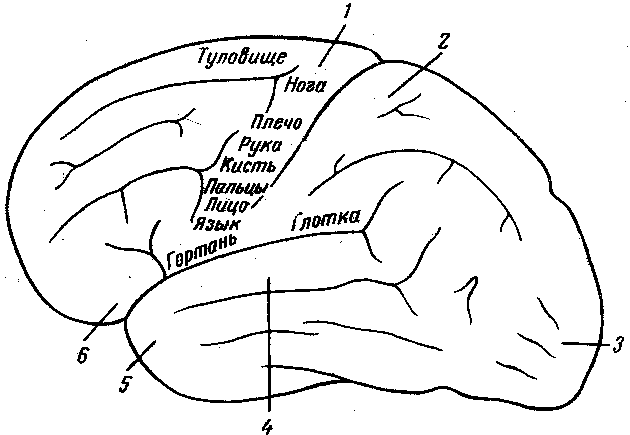 1
2
Туловище
Нога
Плечо
Рука
Кисть
Пальцы
Лицо
Язык
Глотка
Гортань
6
5
3
4